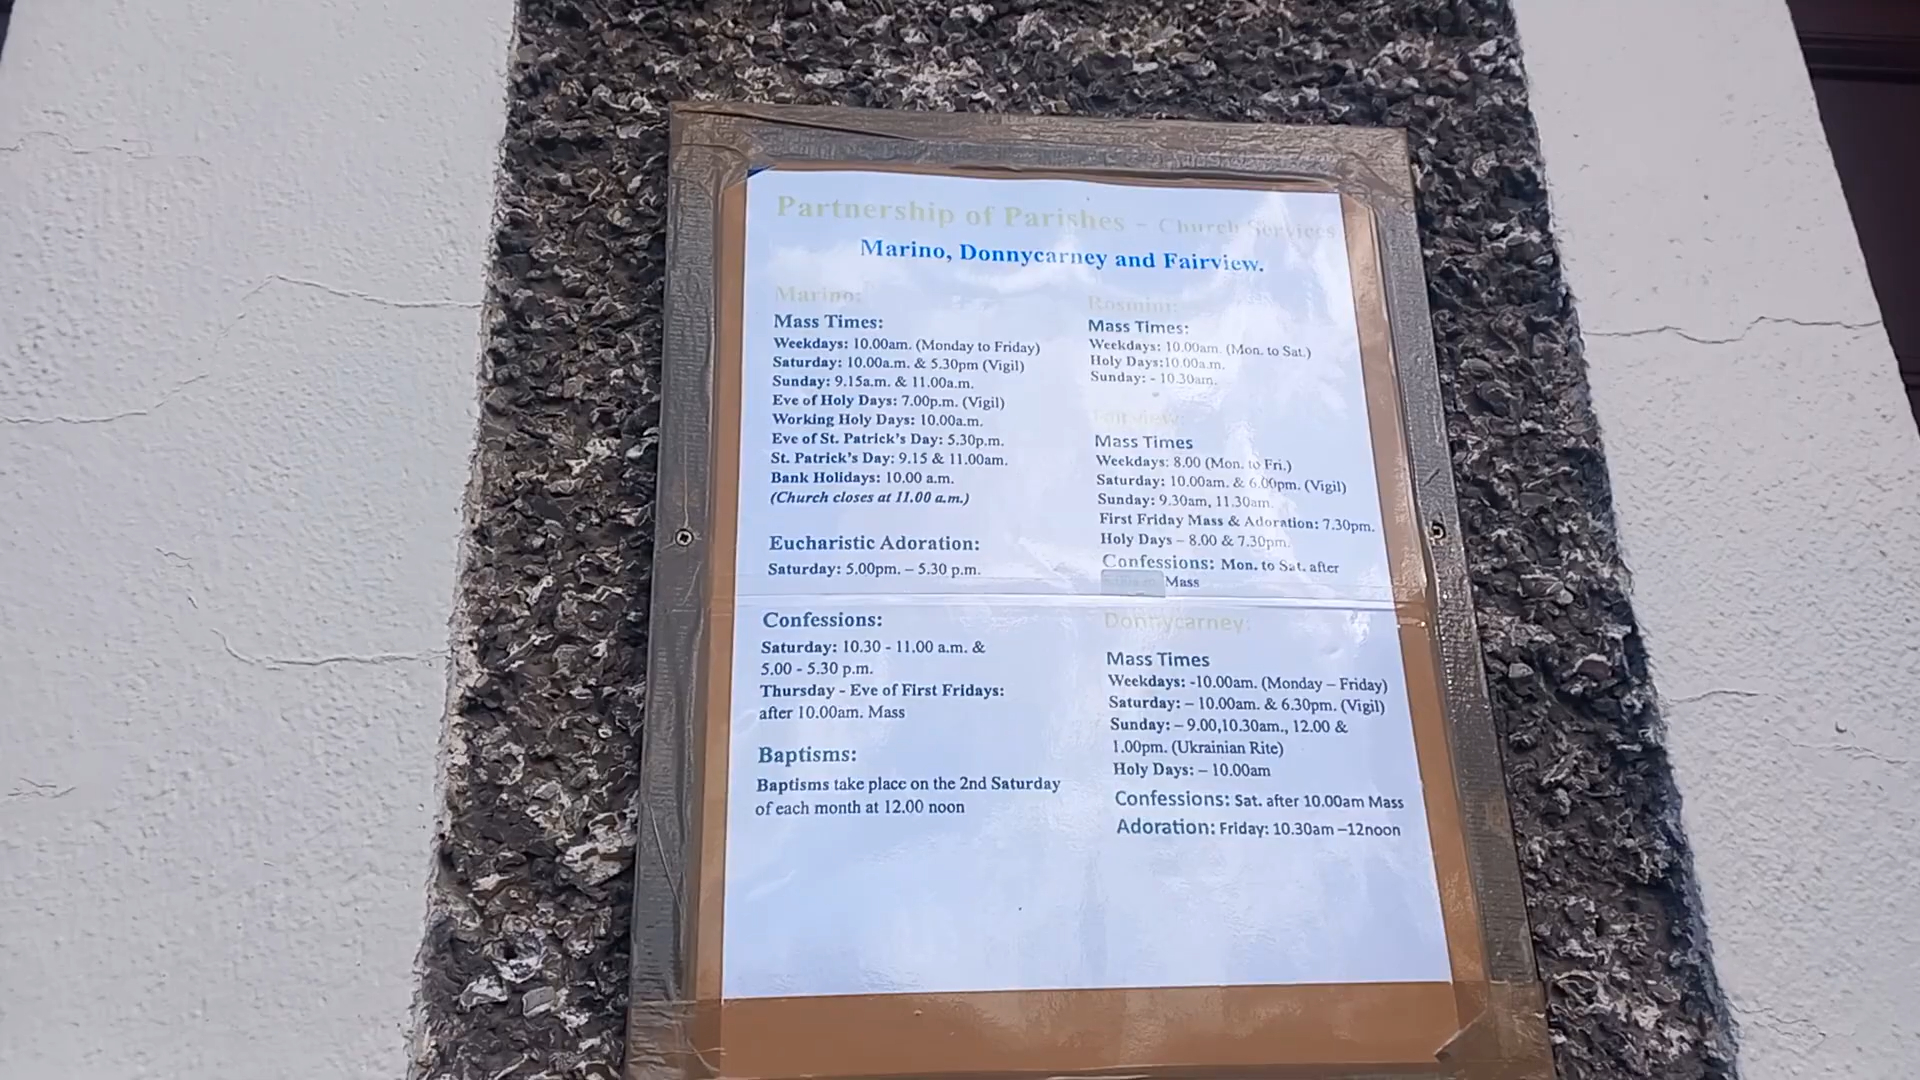 Partnership of Parishes – Church Services
Marino, Donnycarney and Fairview.
Marino:
Mass Times:
Weekdays: 10.00am. (Monday to Friday)
Saturday: 10.00a.m. & 5.30pm (Vigil)
Sunday: 9.15a.m. & 11.00a.m.
Eve of Holy Days: 7.00p.m. (Vigil)
Working Holy Days: 10.00a.m.
Eve of St. Patrick's Day: 5.30p.m.
St. Patrick's Day: 9.15 & 11.00am.
Bank Holidays: 10.00 a.m.
(Church closes at 11.00 a.m.)
Eucharistic Adoration:
Saturday: 5.00pm. – 5.30 p.m.
Confessions:
Saturday: 10.30 - 11.00 a.m. &
5.00 - 5.30 p.m.
Thursday - Eve of First Fridays:
after 10.00am. Mass
Baptisms:
Baptisms take place on the 2nd Saturday
of each month at 12.00 noon
Rosmini:
Mass Times:
Weekdays: 10.00am. (Mon. to Sat.)
Holy Days:10.00a.m.
Sunday: - 10.30am.
Fairview:
Mass Times
Weekdays: 8.00 (Mon. to Fri.)
Saturday: 10.00am. & 6.00pm. (Vigil)
Sunday: 9.30am, 11.30am.
First Friday Mass & Adoration: 7.30pm.
Holy Days – 8.00 & 7.30pm.
Confessions: Mon. to Sat. after
Mass
Donnycarney:
Mass Times
Weekdays: -10.00am. (Monday – Friday)
Saturday: – 10.00am. & 6.30pm. (Vigil)
Sunday: – 9.00,10.30am., 12.00 &
1.00pm. (Ukrainian Rite)
Holy Days: – 10.00am
Confessions: Sat. after 10.00am Mass
Adoration: Friday: 10.30am –12noon